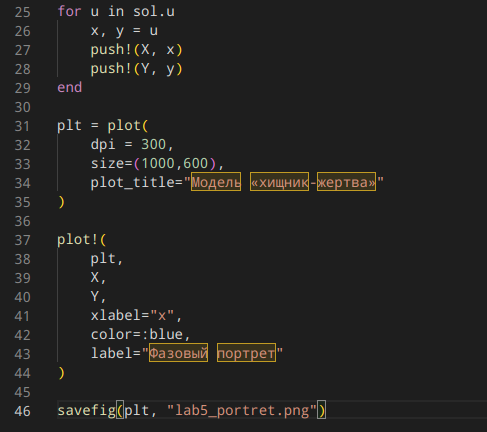 25 for u in sol.u
26     x, y = u
27     push!(X, x)
28     push!(Y, y)
29 end
30
31 plt = plot(
32     dpi = 300,
33     size=(1000,600),
34     plot_title="Модель «хищник-жертва»"
35 )
36
37 plot!(
38     plt,
39     X,
40     Y,
41     xlabel="x",
42     color=:blue,
43     label="Фазовый портрет"
44 )
45
46 savefig(plt, "lab5_portret.png")